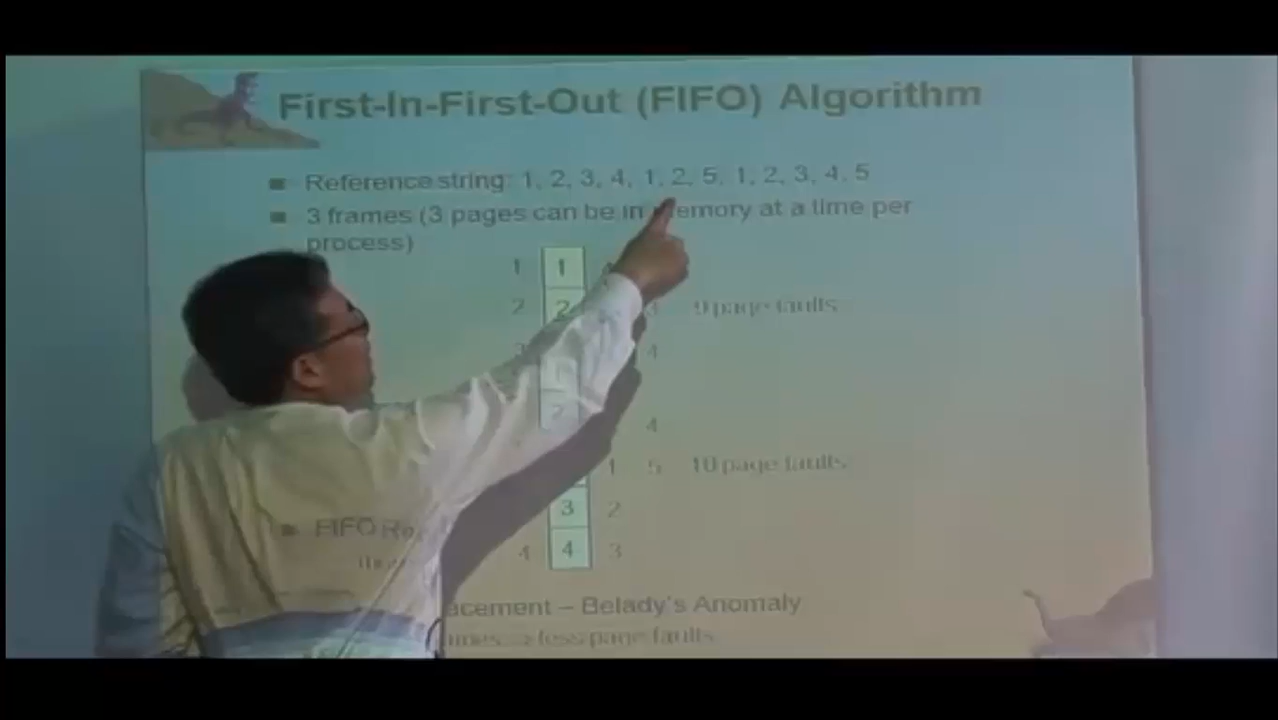 First-In-First-Out (FIFO) Algorithm
Reference string: 1, 2, 3, 4, 1, 2, 5, 1, 2, 3, 4, 5
3 frames (3 pages can be in memory at a time per
process)
1 1
2 2 3 9 page faults
3 4
2 4
1 5 10 page faults
3 2
FIFO
4 4 3
– Belady's Anomaly
less page faults